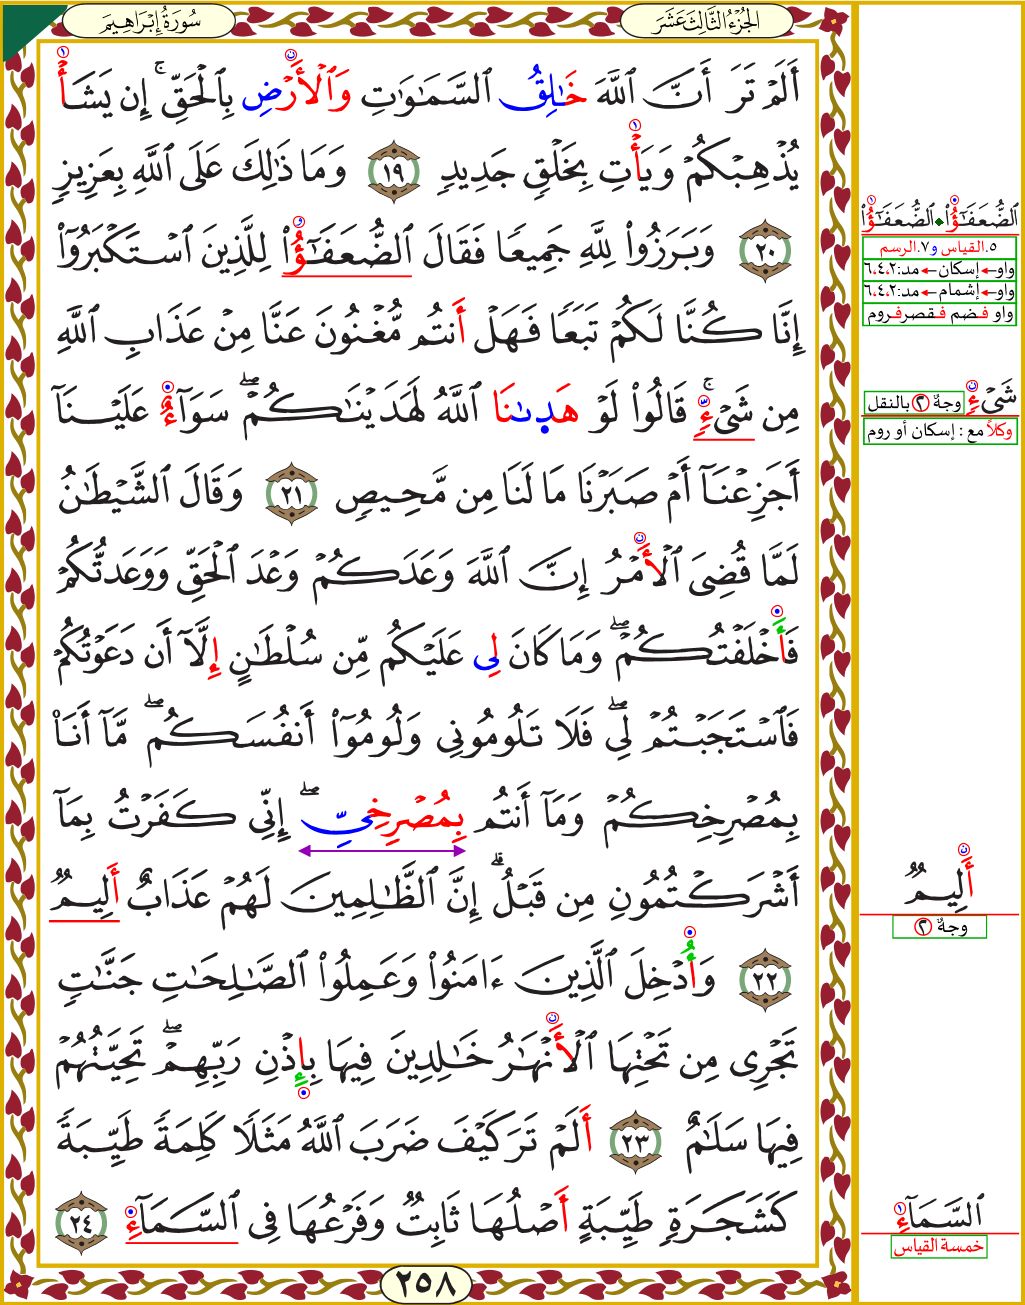 سُورَةُ إِبْرَاهِيمَ
الجُزْءُ الثَّالِثَ عَشَرَ
أَلَمْ تَرَ أَنَّ ٱللَّهَ خَٰلِقُ ٱلسَّمَٰوَٰتِ وَٱلْأَرْضِ بِٱلْحَقِّ ۚ إِن يَشَأْ
يُذْهِبْكُمْ وَيَأْتِ بِخَلْقٍ جَدِيدٍ ١٩ وَمَا ذَٰلِكَ عَلَى ٱللَّهِ بِعَزِيزٍ
٢٠ وَبَرَزُوا۟ لِلَّهِ جَمِيعًا فَقَالَ ٱلضُّعَفَٰٓؤُا۟ لِلَّذِينَ ٱسْتَكْبَرُوٓا۟
إِنَّا كُنَّا لَكُمْ تَبَعًا فَهَلْ أَنتُم مُّغْنُونَ عَنَّا مِنْ عَذَابِ ٱللَّهِ
مِن شَىْءٍ ۚ قَالُوا۟ لَوْ هَدِىٰنَا ٱللَّهُ لَهَدَيْنَٰكُمْ ۖ سَوَآءٌ عَلَيْنَآ
أَجَزِعْنَآ أَمْ صَبَرْنَا مَا لَنَا مِن مَّحِيصٍ ٢١ وَقَالَ ٱلشَّيْطَٰنُ
لَمَّا قُضِىَ ٱلْأَمْرُ إِنَّ ٱللَّهَ وَعَدَكُمْ وَعْدَ ٱلْحَقِّ وَوَعَدتُّكُمْ
فَأَخْلَفْتُكُمْ ۖ وَمَا كَانَ لِى عَلَيْكُم مِّن سُلْطَٰنٍ إِلَّآ أَن دَعَوْتُكُمْ
فَٱسْتَجَبْتُمْ لِى ۖ فَلَا تَلُومُونِى وَلُومُوٓا۟ أَنفُسَكُم ۖ مَّآ أَنَا۠
بِمُصْرِخِكُمْ وَمَآ أَنتُم بِمُصْرِخِىِّ ۖ إِنِّى كَفَرْتُ بِمَآ
أَشْرَكْتُمُونِ مِن قَبْلُ ۗ إِنَّ ٱلظَّٰلِمِينَ لَهُمْ عَذَابٌ أَلِيمٌ
٢٢ وَأُدْخِلَ ٱلَّذِينَ ءَامَنُوا۟ وَعَمِلُوا۟ ٱلصَّٰلِحَٰتِ جَنَّٰتٍ
تَجْرِى مِن تَحْتِهَا ٱلْأَنْهَٰرُ خَٰلِدِينَ فِيهَا بِإِذْنِ رَبِّهِمْ ۖ تَحِيَّتُهُمْ
فِيهَا سَلَٰمٌ ٢٣ أَلَمْ تَرَ كَيْفَ ضَرَبَ ٱللَّهُ مَثَلًا كَلِمَةً طَيِّبَةً
كَشَجَرَةٍ طَيِّبَةٍ أَصْلُهَا ثَابِتٌ وَفَرْعُهَا فِى ٱلسَّمَآءِ ٢٤
٢٥٨
ٱلضُّعَفَٰٓؤُا۟ ٱلضُّعَفَٰٓؤُا۟
٥.القياس و٧.الرسم
واو←إسكان←مد:٦،٤،٢
واو←إشمام←مد:٦،٤،٢
واو فضم فقصر فروم
شَىْءٍ وجهٌ ٣ بالنقل
وكلاً مع : إسكان أو روم
أَلِيمٌ
وجهٌ ٣
ٱلسَّمَآءِ
خمسة القياس